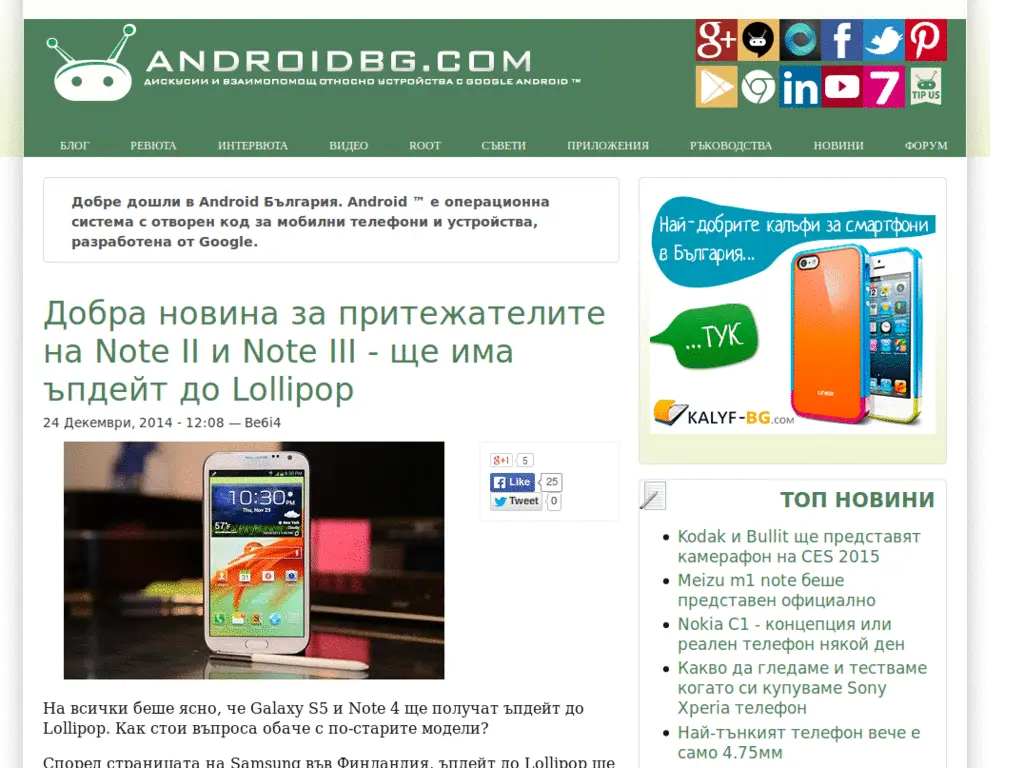 ANDROIDBG.COM
ДИСКУСИИ И ВЗАИМОПОМОЩ ОТНОСНО УСТРОЙСТВА С GOOGLE ANDROID ™
g+
TIP US
БЛОГ РЕВЮТА ИНТЕРВЮТА ВИДЕО ROOT СЪВЕТИ ПРИЛОЖЕНИЯ РЪКОВОДСТВА НОВИНИ ФОРУМ
Добре дошли в Android България. Android ™ е операционна
система с отворен код за мобилни телефони и устройства,
разработена от Google.
Добра новина за притежателите
на Note II и Note III - ще има
ъпдейт до Lollipop
24 Декември, 2014 - 12:08 — Be6i4
10:30
Thu, Nov 29
57°F
g+1 5
Like 25
Tweet 0
На всички беше ясно, че Galaxy S5 и Note 4 ще получат ъпдейт до
Lollipop. Как стои въпроса обаче с по-старите модели?
Според страницата на Samsung във Финландия, ъпдейт до Lollipop ще
Най-добрите калъфи за смартфони
в България...
...ТУК
KALYF-BG.COM
ТОП НОВИНИ
Kodak и Bullit ще представят
камерафон на CES 2015
Meizu m1 note беше
представен официално
Nokia C1 - концепция или
реален телефон някой ден
Какво да гледаме и тестваме
когато си купуваме Sony
Xperia телефон
Най-тънкият телефон вече е
само 4.75мм